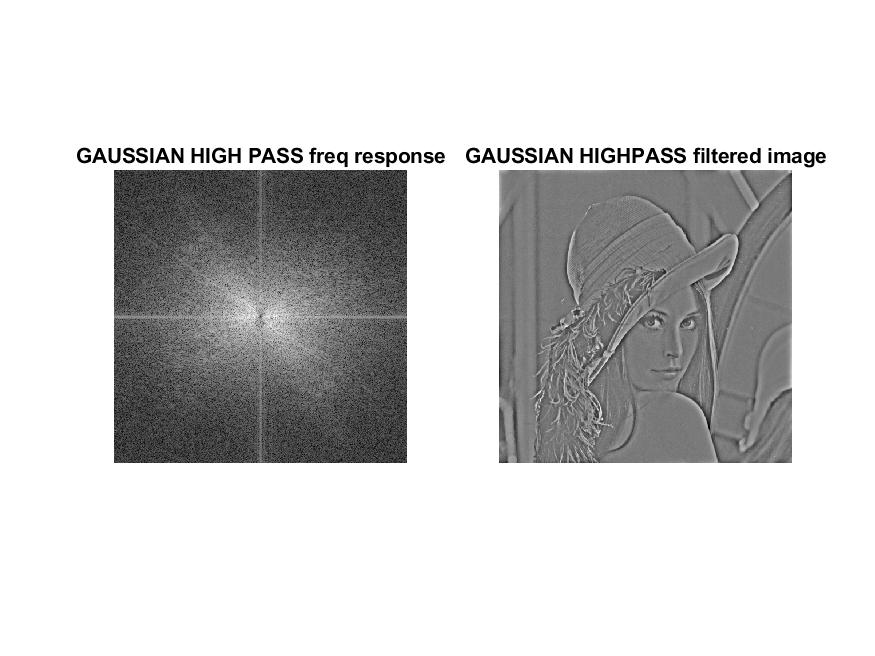 GAUSSIAN HIGH PASS freq response
GAUSSIAN HIGHPASS filtered image